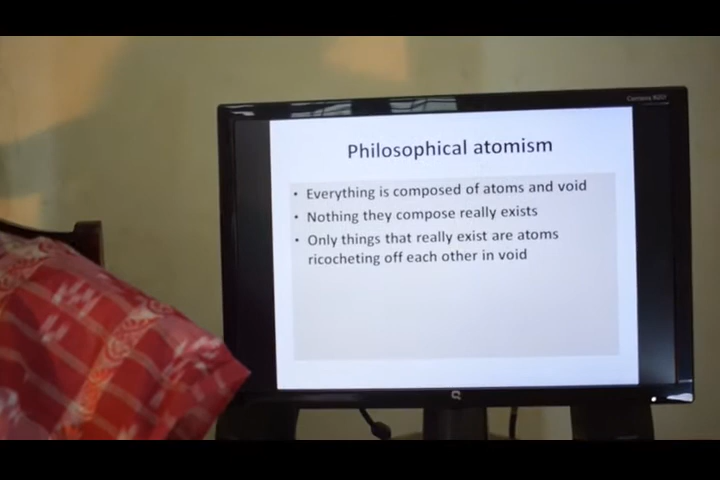 Philosophical atomism
• Everything is composed of atoms and void
• Nothing they compose really exists
• Only things that really exist are atoms
ricocheting off each other in void